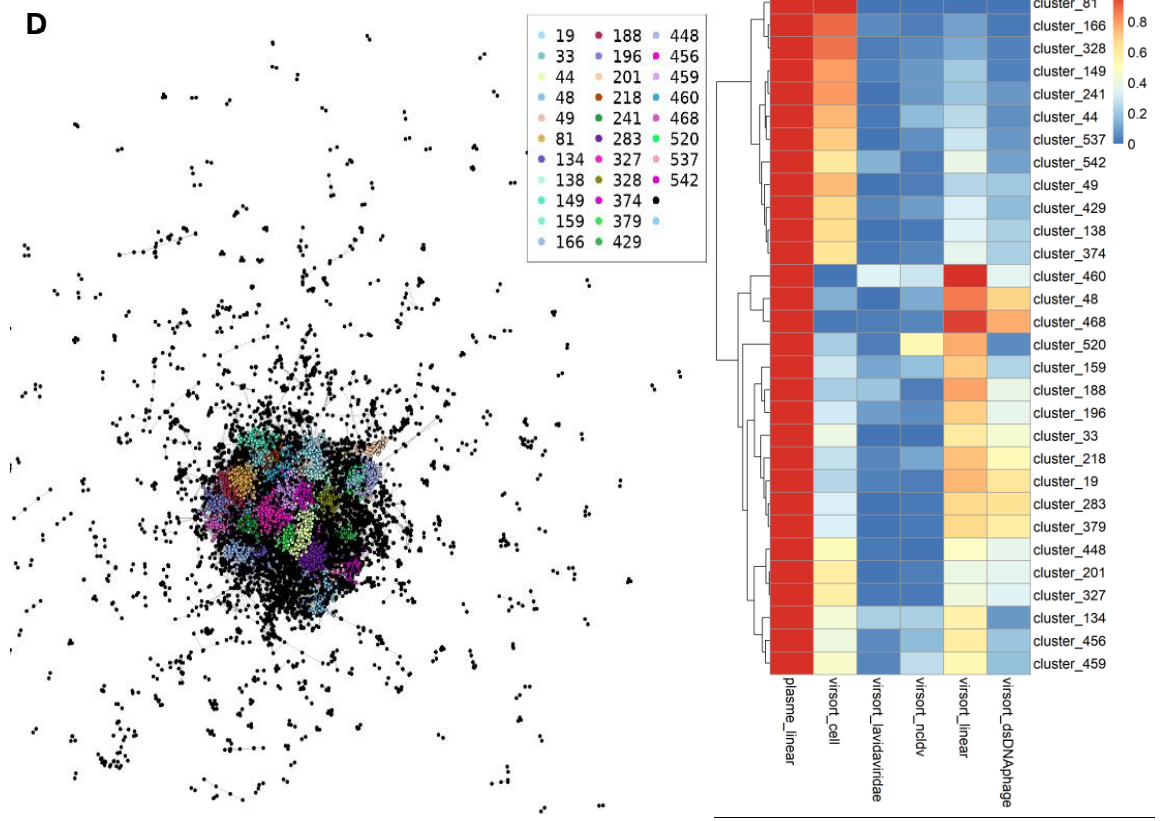 D
19 188 448
33 196 456
44 201 459
48 218 460
49 241 468
81 283 520
134 327 537
138 328 542
149 374
159 379
166 429
cluster_81
cluster_166
cluster_328
cluster_149
cluster_241
cluster_44
cluster_537
cluster_542
cluster_49
cluster_429
cluster_138
cluster_374
cluster_460
cluster_48
cluster_468
cluster_520
cluster_159
cluster_188
cluster_196
cluster_33
cluster_218
cluster_19
cluster_283
cluster_379
cluster_448
cluster_201
cluster_327
cluster_134
cluster_456
cluster_459
0.8
0.6
0.4
0.2
0
plasme_linear
virsort_cell
virsort_lavidaviridae
virsort_ncldv
virsort_linear
virsort_dsDNAphage